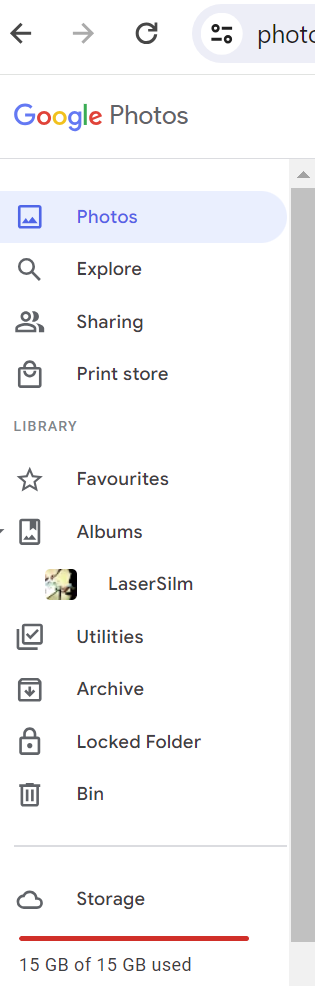 photo
Google Photos
Photos
Explore
Sharing
Print store
LIBRARY
Favourites
Albums
LaserSilm
Utilities
Archive
Locked Folder
Bin
Storage
15 GB of 15 GB used